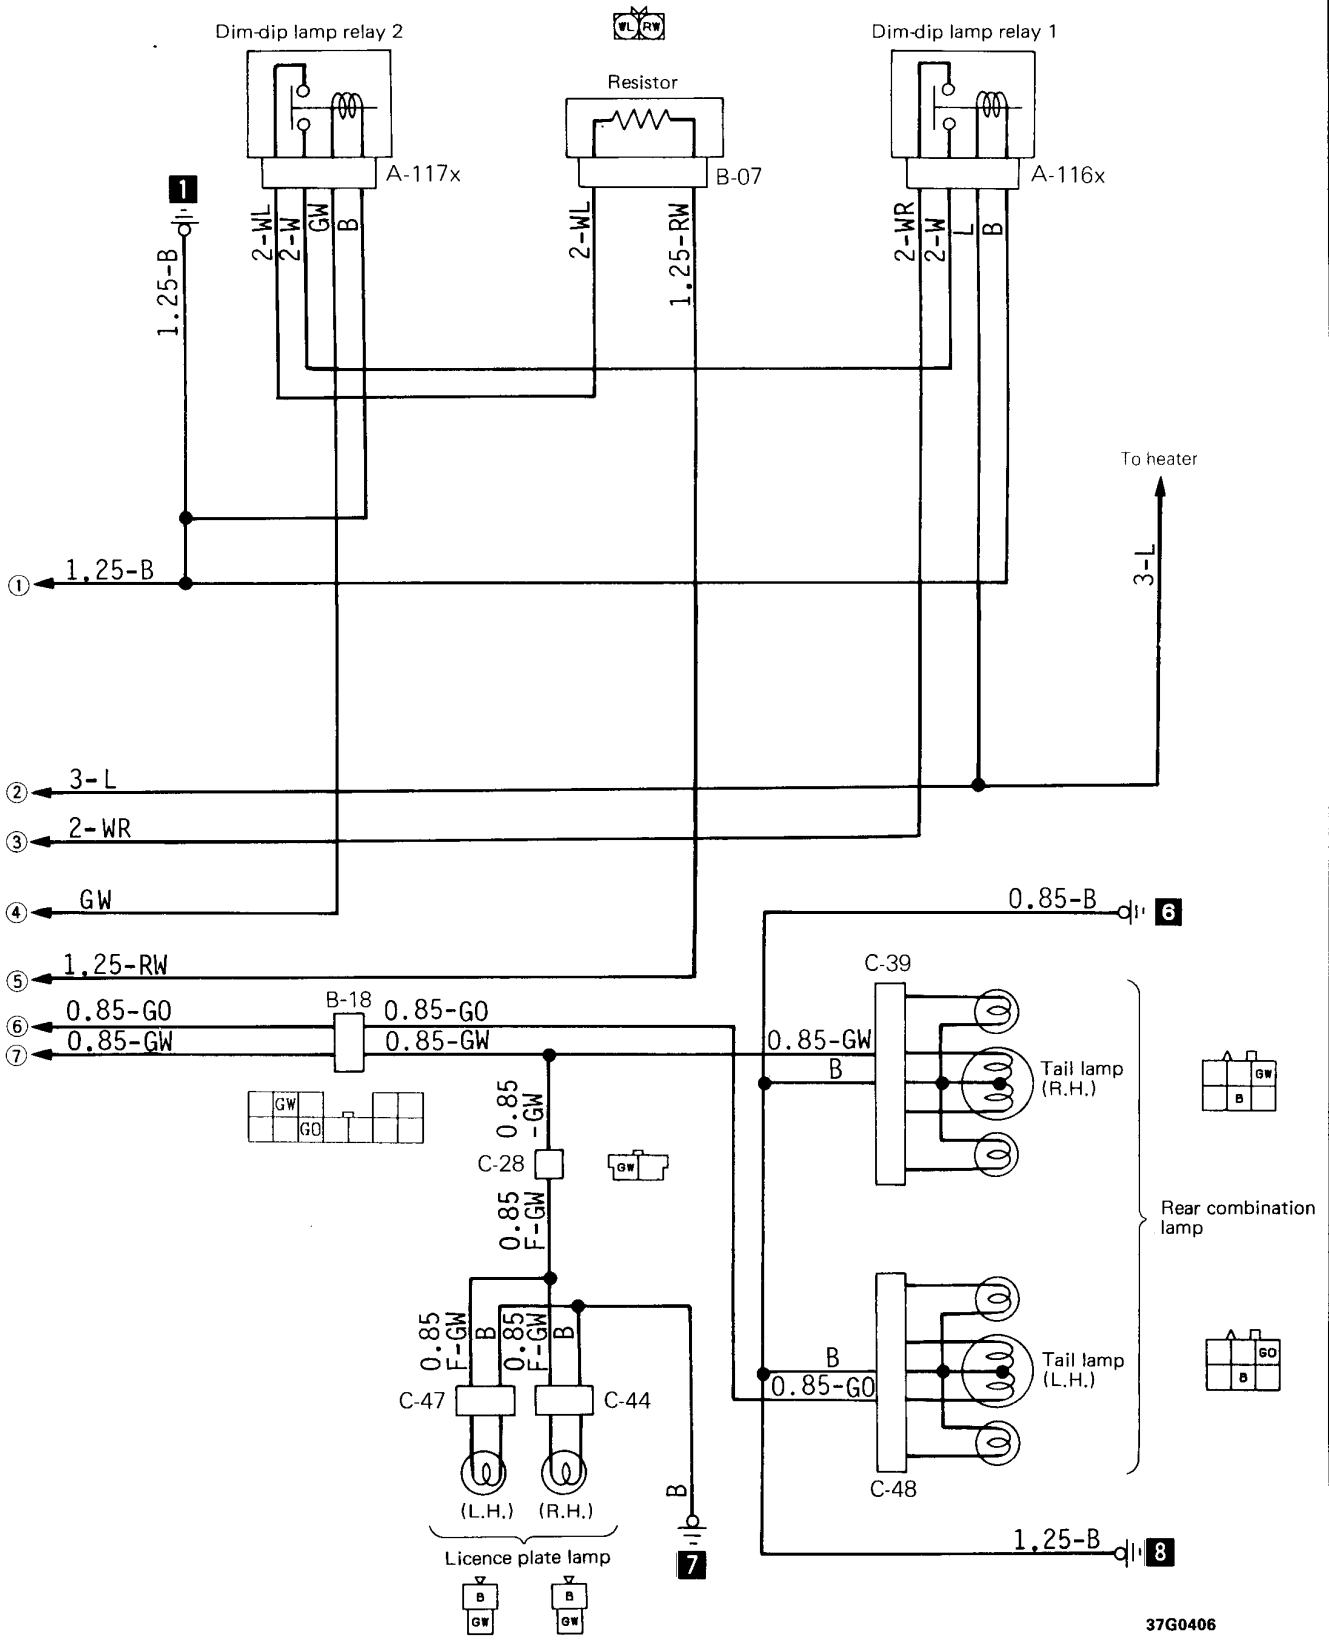 Dim-dip lamp relay 2
WL RW
Dim-dip lamp relay 1
Resistor
A-117x
B-07
A-116x
1
1.25-B
2-WL
2-W
GW
B
2-WL
1.25-RW
2-WR
2-W
L
B
To heater
3-L
① 1.25-B
② 3-L
③ 2-WR
④ GW
0.85-B 6
⑤ 1.25-RW
C-39
B-18
⑥ 0.85-GO 0.85-GO
⑦ 0.85-GW 0.85-GW
0.85-GW
B
Tail lamp
(R.H.)
GW
B
GW
GO
0.85
-GW
C-28
GW
0.85
F-GW
Rear combination
lamp
0.85
F-GW
B
0.85
F-GW
B
B
0.85-GO
Tail lamp
(L.H.)
GO
B
C-47
C-44
C-48
B
(L.H.) (R.H.)
Licence plate lamp
7
1.25-B 8
B
GW
B
GW
37G0406